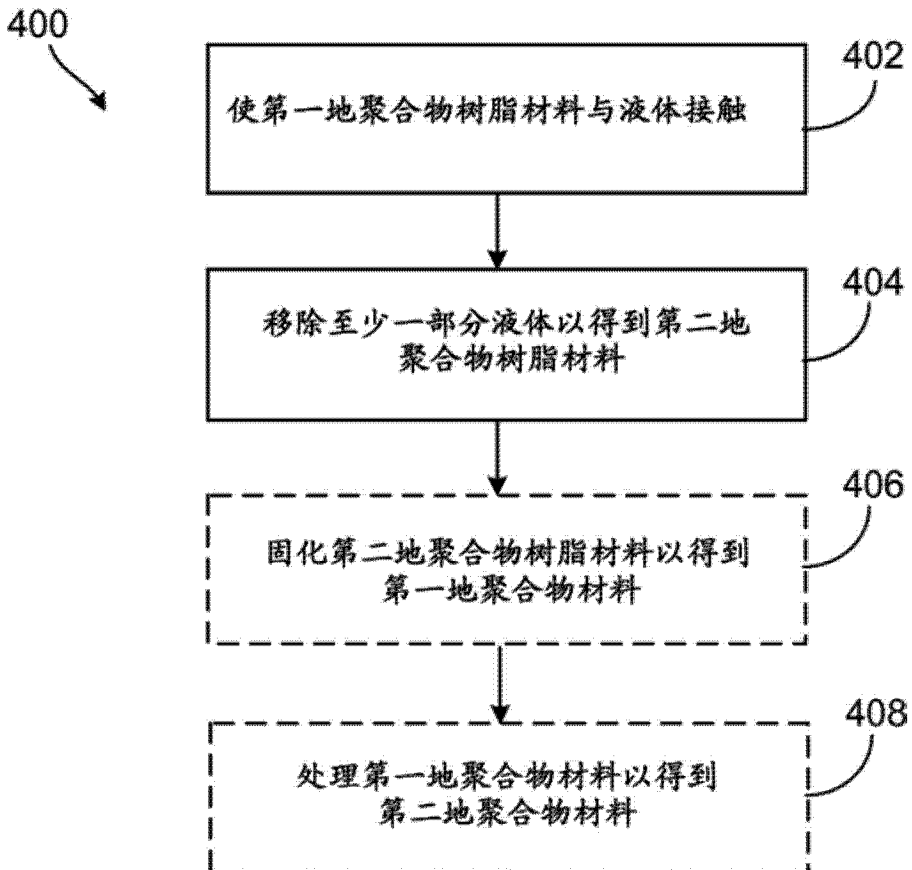 400
402
使第一地聚合物树脂材料与液体接触
404
移除至少一部分液体以得到第二地
聚合物树脂材料
406
固化第二地聚合物树脂材料以得到
第一地聚合物材料
408
处理第一地聚合物材料以得到
第二地聚合物材料